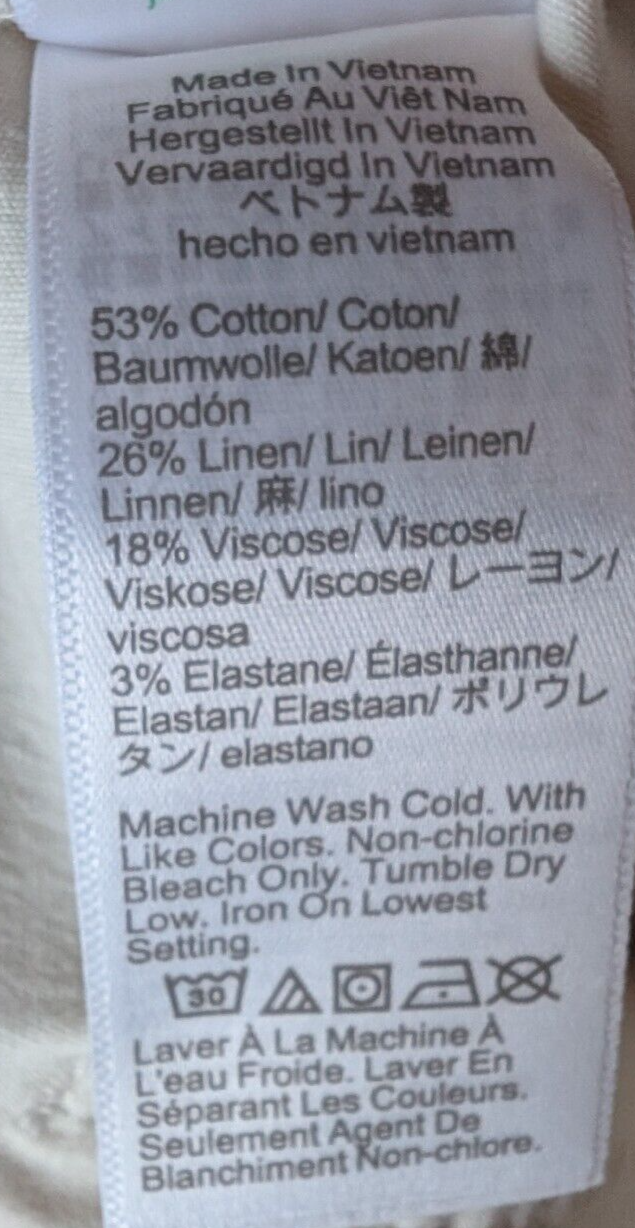 Made In Vietnam
Fabriqué Au Viêt Nam
Hergestellt In Vietnam
Vervaardigd In Vietnam
ベトナム製
hecho en vietnam
53% Cotton/ Coton/
Baumwolle/ Katoen/ 綿/
algodón
26% Linen/ Lin/ Leinen/
Linnen/ 麻/ lino
18% Viscose/ Viscose/
Viskose/ Viscose/ レーヨン/
viscosa
3% Elastane/ Élasthanne/
Elastan/ Elastaan/ ポリウレ
タン/ elastano
Machine Wash Cold. With
Like Colors. Non-chlorine
Bleach Only. Tumble Dry
Low. Iron On Lowest
Setting.
30
Laver À La Machine À
L'eau Froide. Laver En
Séparant Les Couleurs.
Seulement Agent De
Blanchiment Non-chlore.